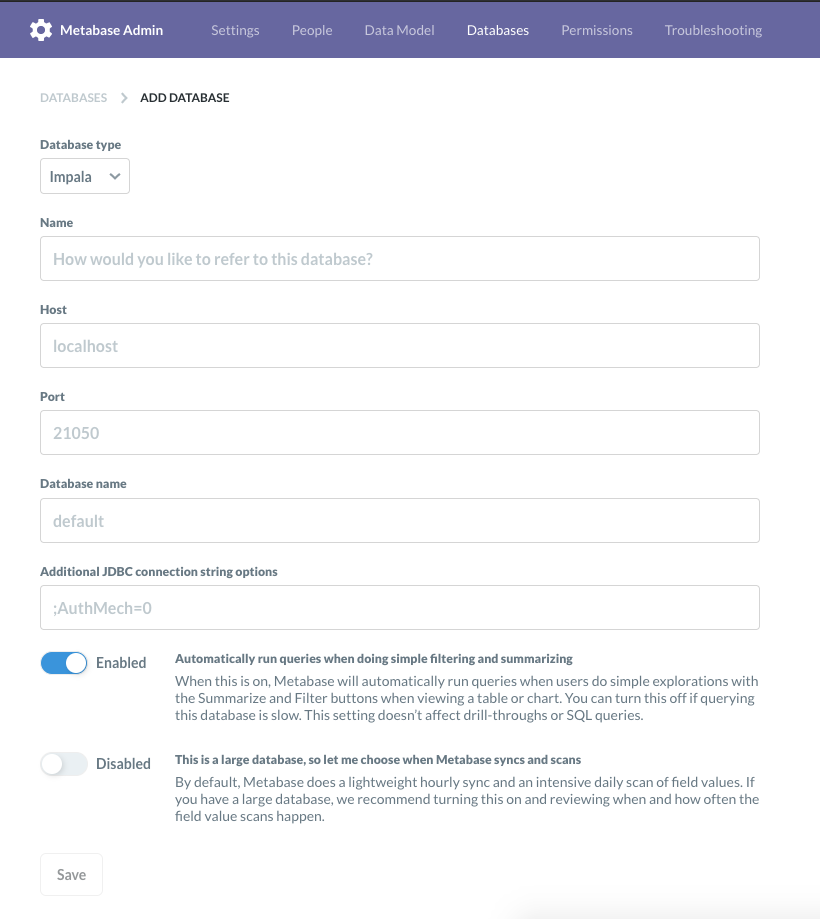 Metabase Admin Settings People Data Model Databases Permissions Troubleshooting
DATABASES ADD DATABASE
Database type
Impala
Name
How would you like to refer to this database?
Host
localhost
Port
21050
Database name
default
Additional JDBC connection string options
;AuthMech=0
Enabled
Automatically run queries when doing simple filtering and summarizing
When this is on, Metabase will automatically run queries when users do simple explorations with
the Summarize and Filter buttons when viewing a table or chart. You can turn this off if querying
this database is slow. This setting doesn’t affect drill-throughs or SQL queries.
Disabled
This is a large database, so let me choose when Metabase syncs and scans
By default, Metabase does a lightweight hourly sync and an intensive daily scan of field values. If
you have a large database, we recommend turning this on and reviewing when and how often the
field value scans happen.
Save